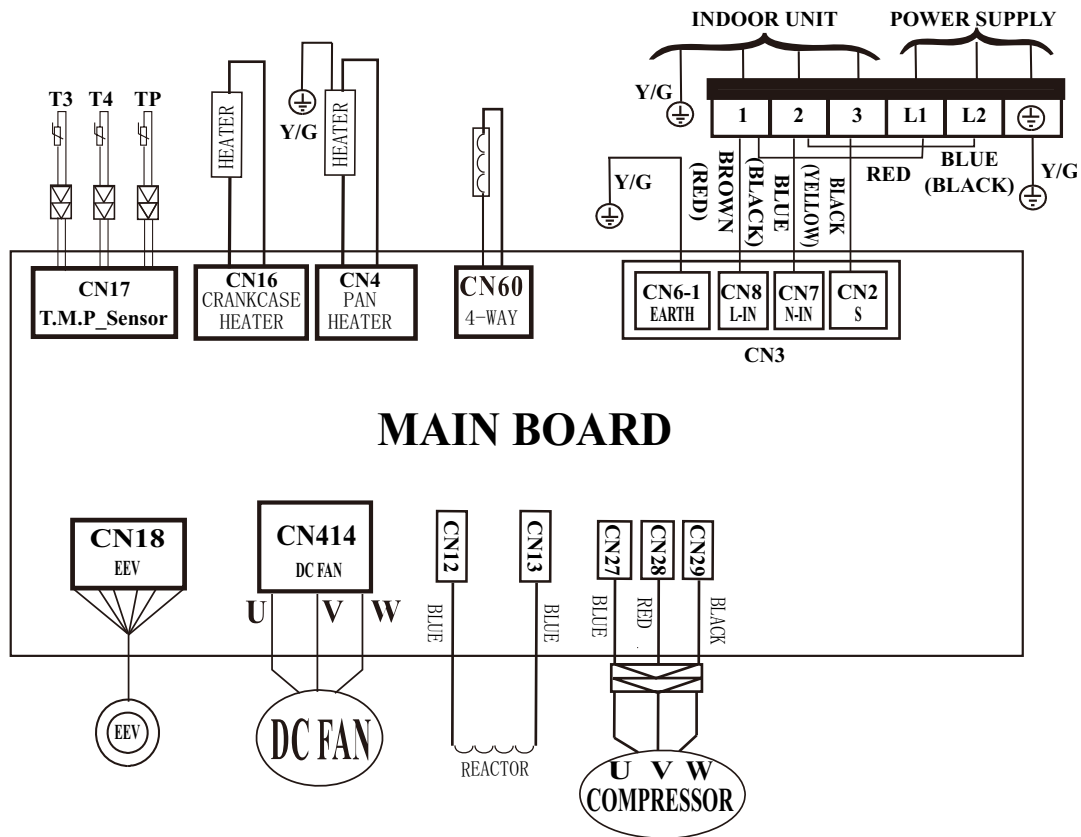 INDOOR UNIT POWER SUPPLY
T3 T4 TP
Y/G
HEATER
HEATER
Y/G
1 2 3 L1 L2
Y/G
BROWN
(RED)
(BLACK)
BLUE
(YELLOW)
BLACK
RED
BLUE
(BLACK)
Y/G
CN17
T.M.P_Sensor
CN16
CRANKCASE
HEATER
CN4
PAN
HEATER
CN60
4-WAY
CN6-1
EARTH
CN8
L-IN
CN7
N-IN
CN2
S
CN3
MAIN BOARD
CN18
EEV
CN414
DC FAN
U V W
CN12
CN13
CN27
CN28
CN29
BLUE
BLUE
BLUE
RED
BLACK
EEV
DC FAN
REACTOR
U V W
COMPRESSOR